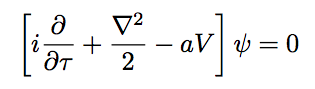 [i ∂/∂τ + ∇²/2 − aV] ψ = 0